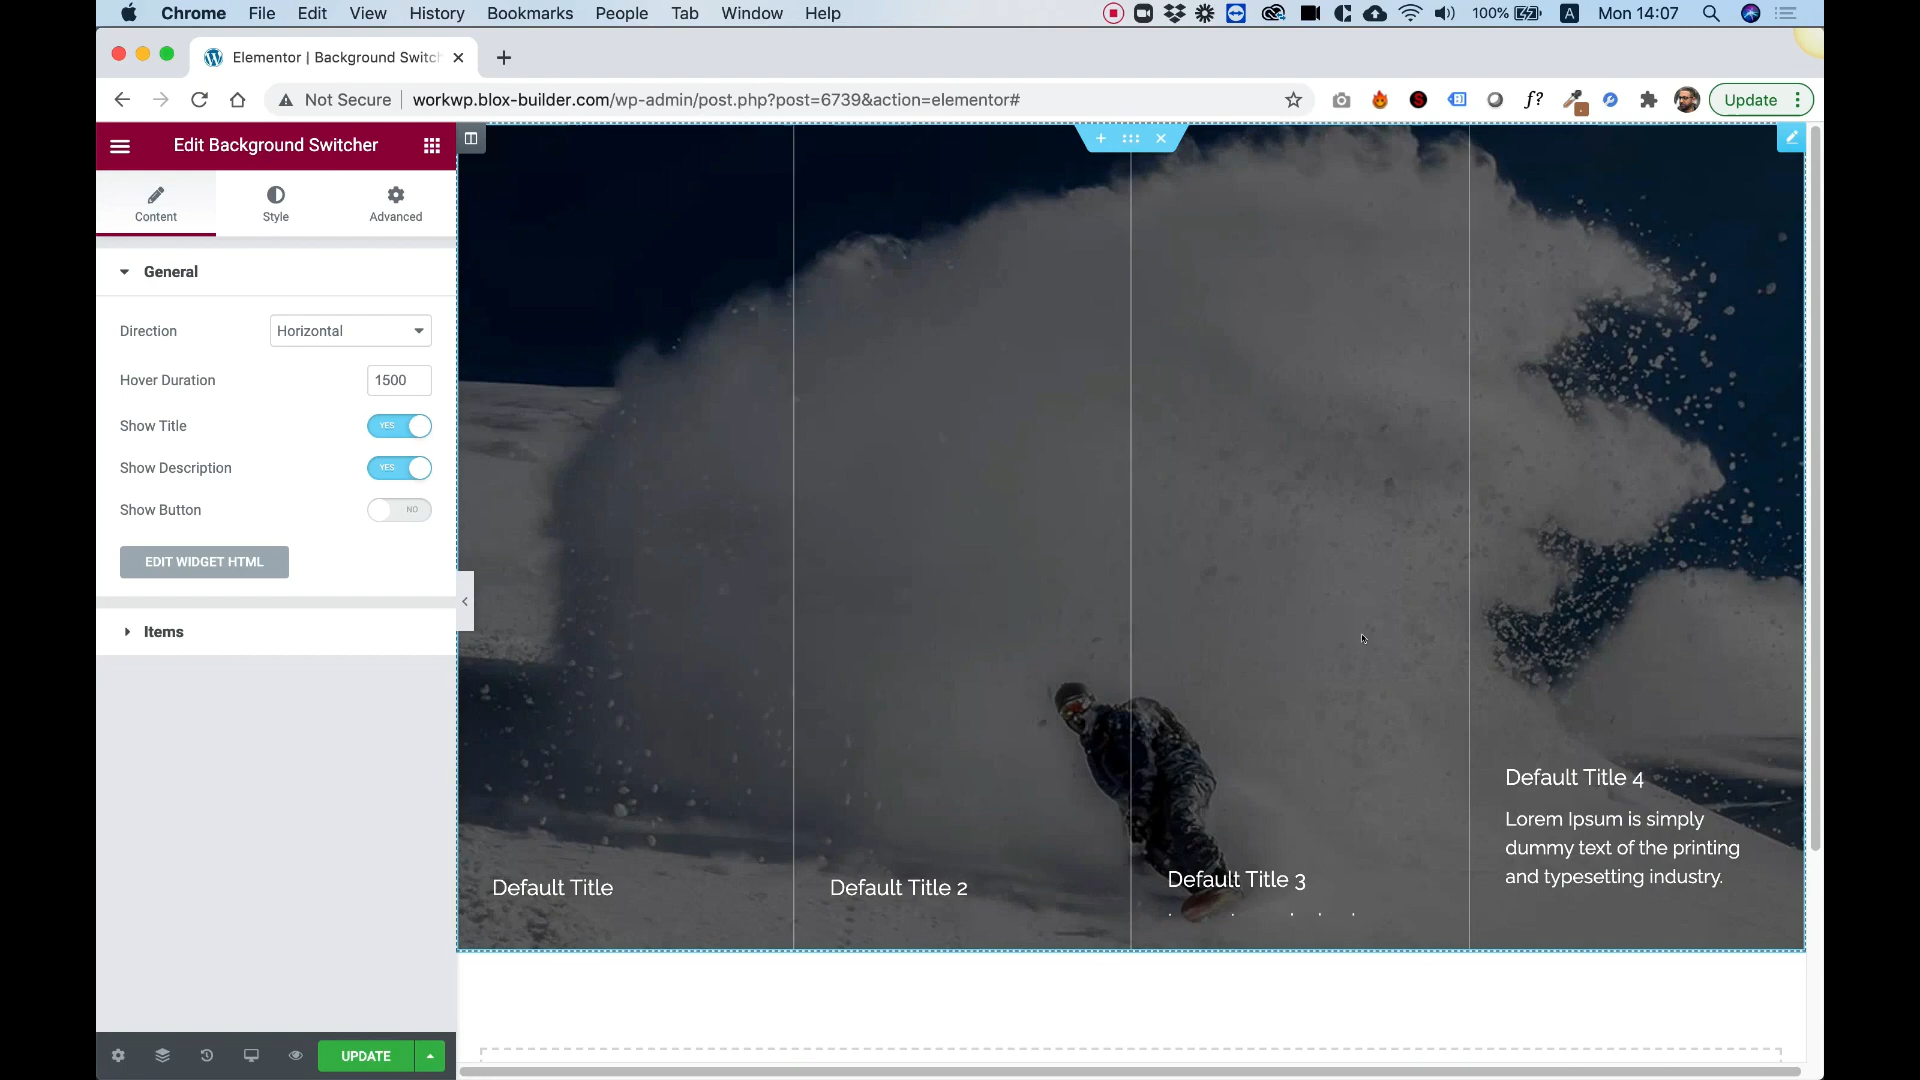 Chrome File Edit View History Bookmarks People Tab Window Help 100% A Mon 14:07
Elementor | Background Switch
Not Secure workwp.blox-builder.com/wp-admin/post.php?post=6739&action=elementor# f? Update
Edit Background Switcher
Content Style Advanced
General
Direction Horizontal
Hover Duration 1500
Show Title YES
Show Description YES
Show Button NO
EDIT WIDGET HTML
Items
UPDATE
Default Title
Default Title 2
Default Title 3
Default Title 4
Lorem Ipsum is simply
dummy text of the printing
and typesetting industry.